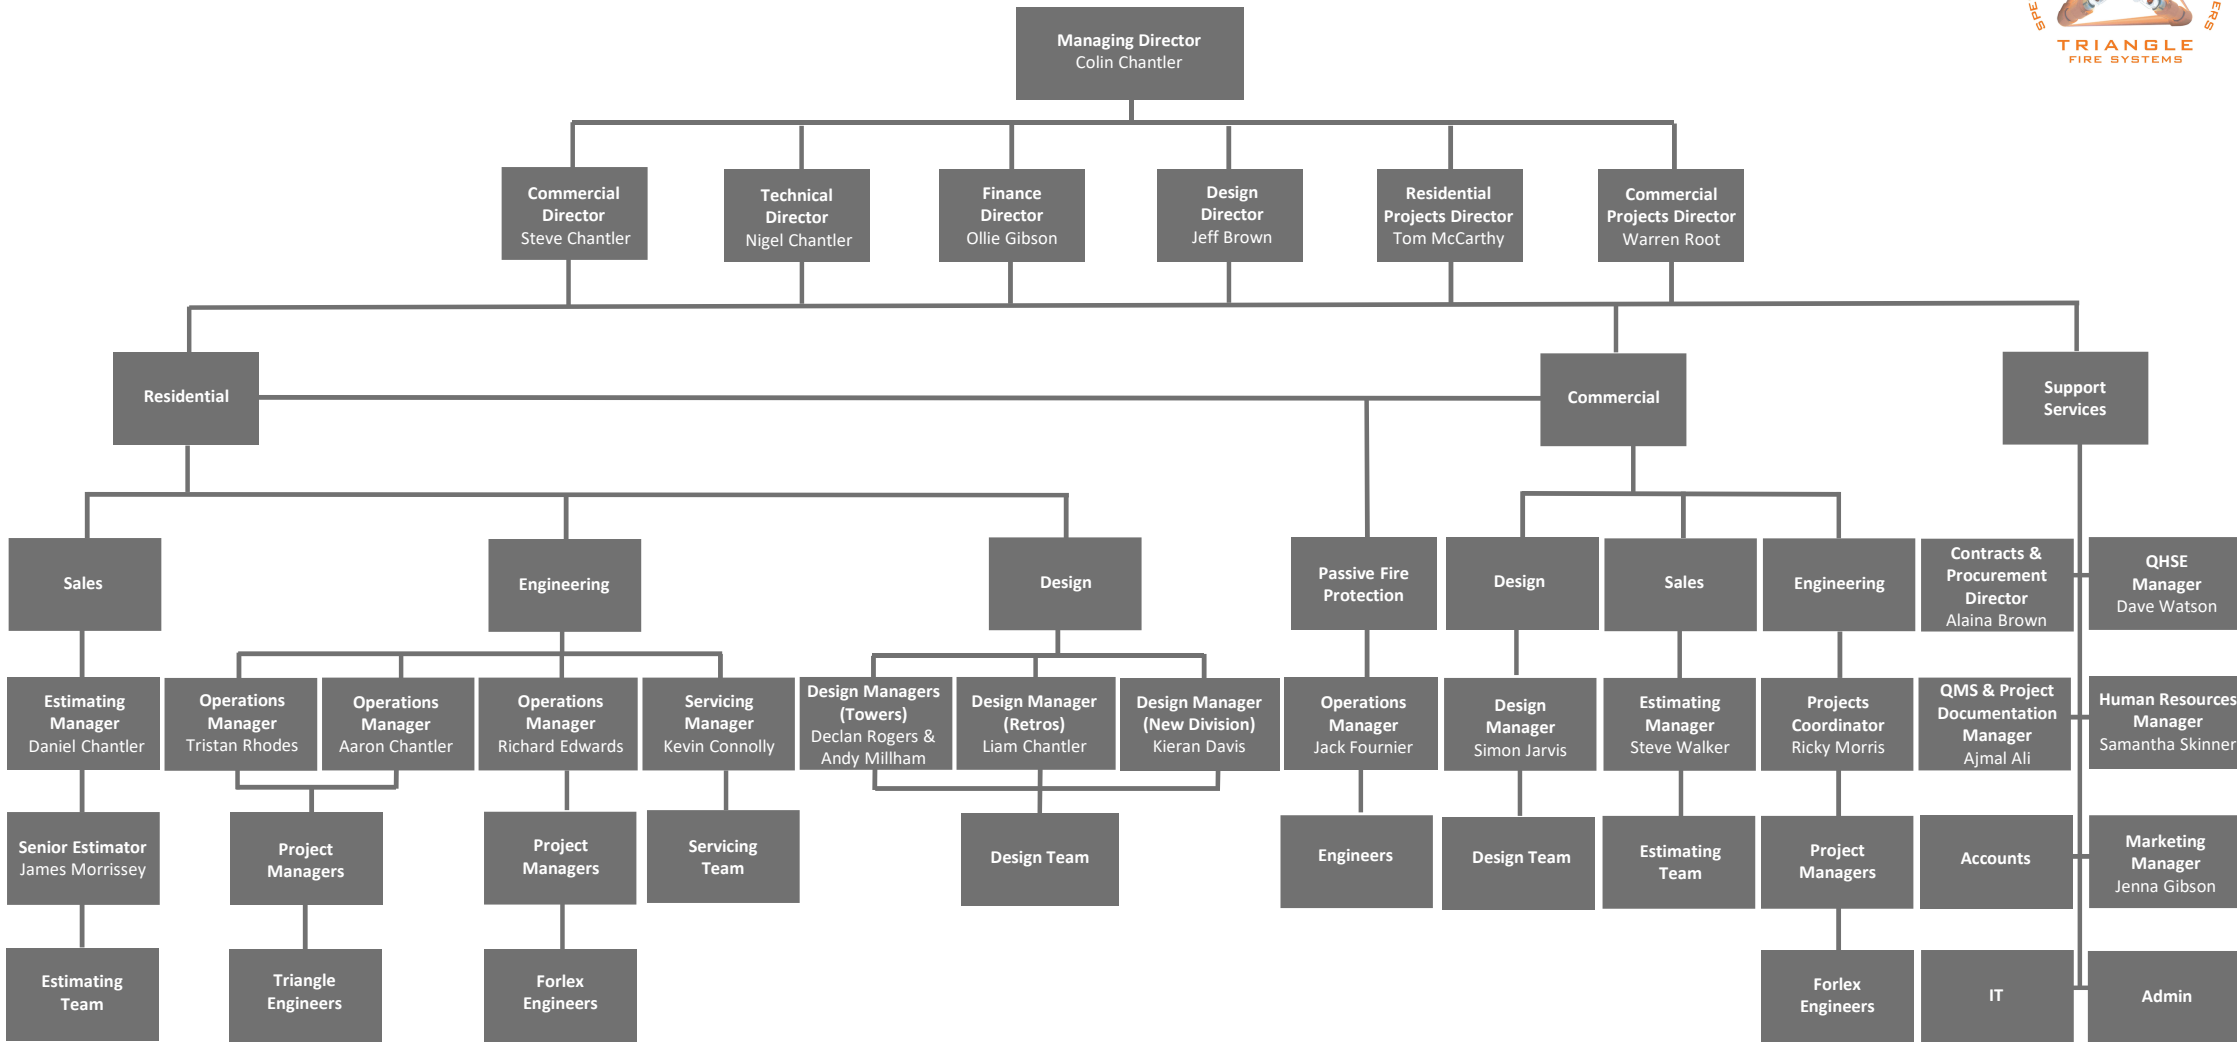 Managing Director
Colin Chantler
SPE
ERS
TRIANGLE
FIRE SYSTEMS
Commercial
Director
Steve Chantler
Technical
Director
Nigel Chantler
Finance
Director
Ollie Gibson
Design
Director
Jeff Brown
Residential
Projects Director
Tom McCarthy
Commercial
Projects Director
Warren Root
Residential
Commercial
Support
Services
Sales
Engineering
Design
Passive Fire
Protection
Design
Sales
Engineering
Contracts &
Procurement
Director
Alaina Brown
QHSE
Manager
Dave Watson
Estimating
Manager
Daniel Chantler
Operations
Manager
Tristan Rhodes
Operations
Manager
Aaron Chantler
Operations
Manager
Richard Edwards
Servicing
Manager
Kevin Connolly
Design Managers
(Towers)
Declan Rogers &
Andy Millham
Design Manager
(Retros)
Liam Chantler
Design Manager
(New Division)
Kieran Davis
Operations
Manager
Jack Fournier
Design
Manager
Simon Jarvis
Estimating
Manager
Steve Walker
Projects
Coordinator
Ricky Morris
QMS & Project
Documentation
Manager
Ajmal Ali
Human Resources
Manager
Samantha Skinner
Senior Estimator
James Morrissey
Project
Managers
Project
Managers
Servicing
Team
Design Team
Engineers
Design Team
Estimating
Team
Project
Managers
Accounts
Marketing
Manager
Jenna Gibson
Estimating
Team
Triangle
Engineers
Forlex
Engineers
Forlex
Engineers
IT
Admin